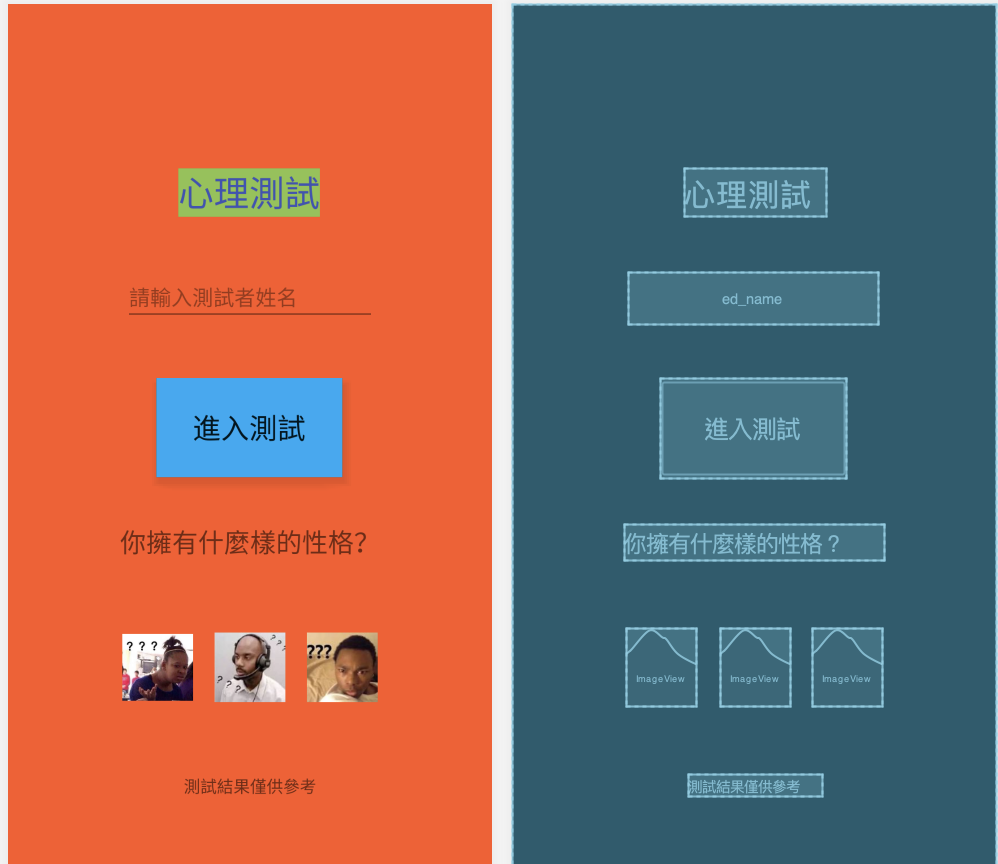 心理測試
請輸入測試者姓名
進入測試
你擁有什麼樣的性格?
? ? ?
? ? ?
? ? ?
???
測試結果僅供參考
心理測試
ed_name
進入測試
你擁有什麼樣的性格？
ImageView
ImageView
ImageView
測試結果僅供參考